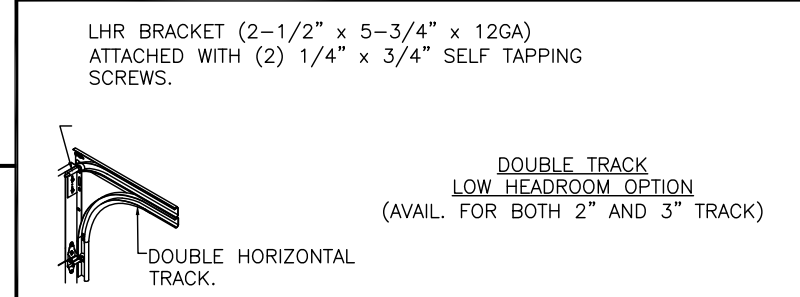 LHR BRACKET (2-1/2" x 5-3/4" x 12GA)
ATTACHED WITH (2) 1/4" x 3/4" SELF TAPPING
SCREWS.
DOUBLE TRACK
LOW HEADROOM OPTION
(AVAIL. FOR BOTH 2" AND 3" TRACK)
DOUBLE HORIZONTAL
TRACK.